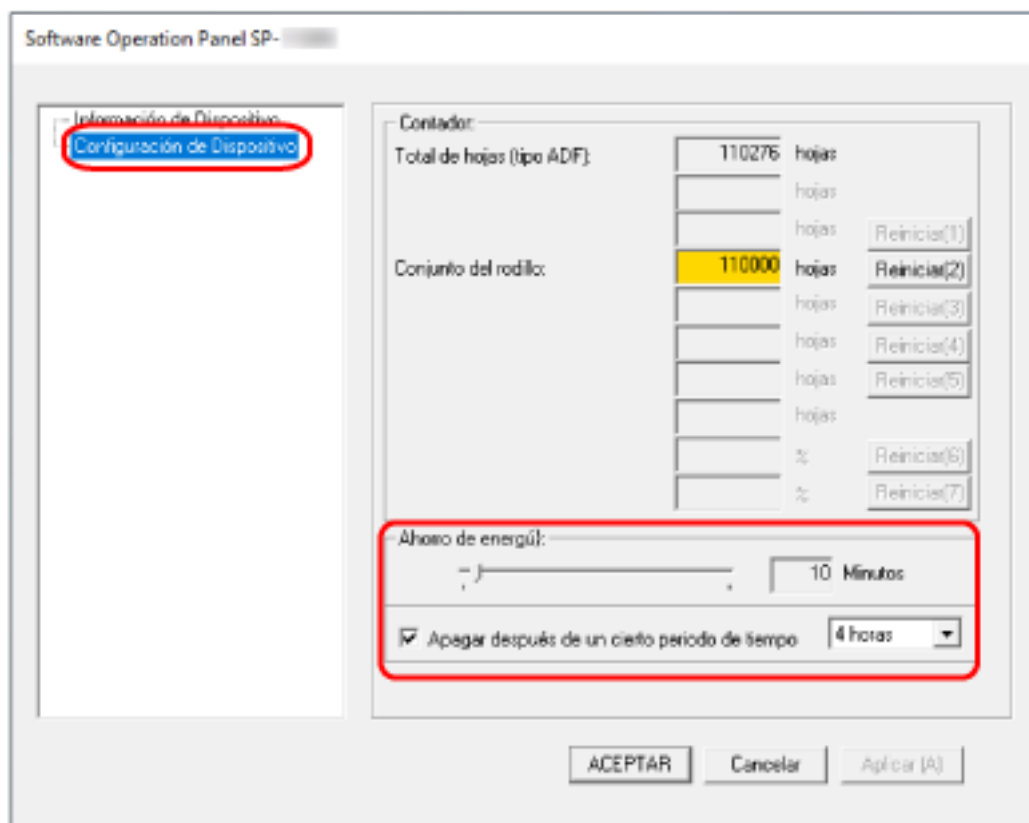 Software Operation Panel SP-
Información de Dispositivo
Configuración de Dispositivo
Contador:
Total de hojas (tipo ADF): 110276 hojas
hojas
hojas Reiniciar(1)
Conjunto del rodillo: 110000 hojas Reiniciar(2)
hojas Reiniciar(3)
hojas Reiniciar(4)
hojas Reiniciar(5)
hojas
% Reiniciar(6)
% Reiniciar(7)
Ahorro de energú}:
10 Minutos
Apagar después de un cierto periodo de tiempo 4 horas
ACEPTAR Cancelar Aplicar (A)